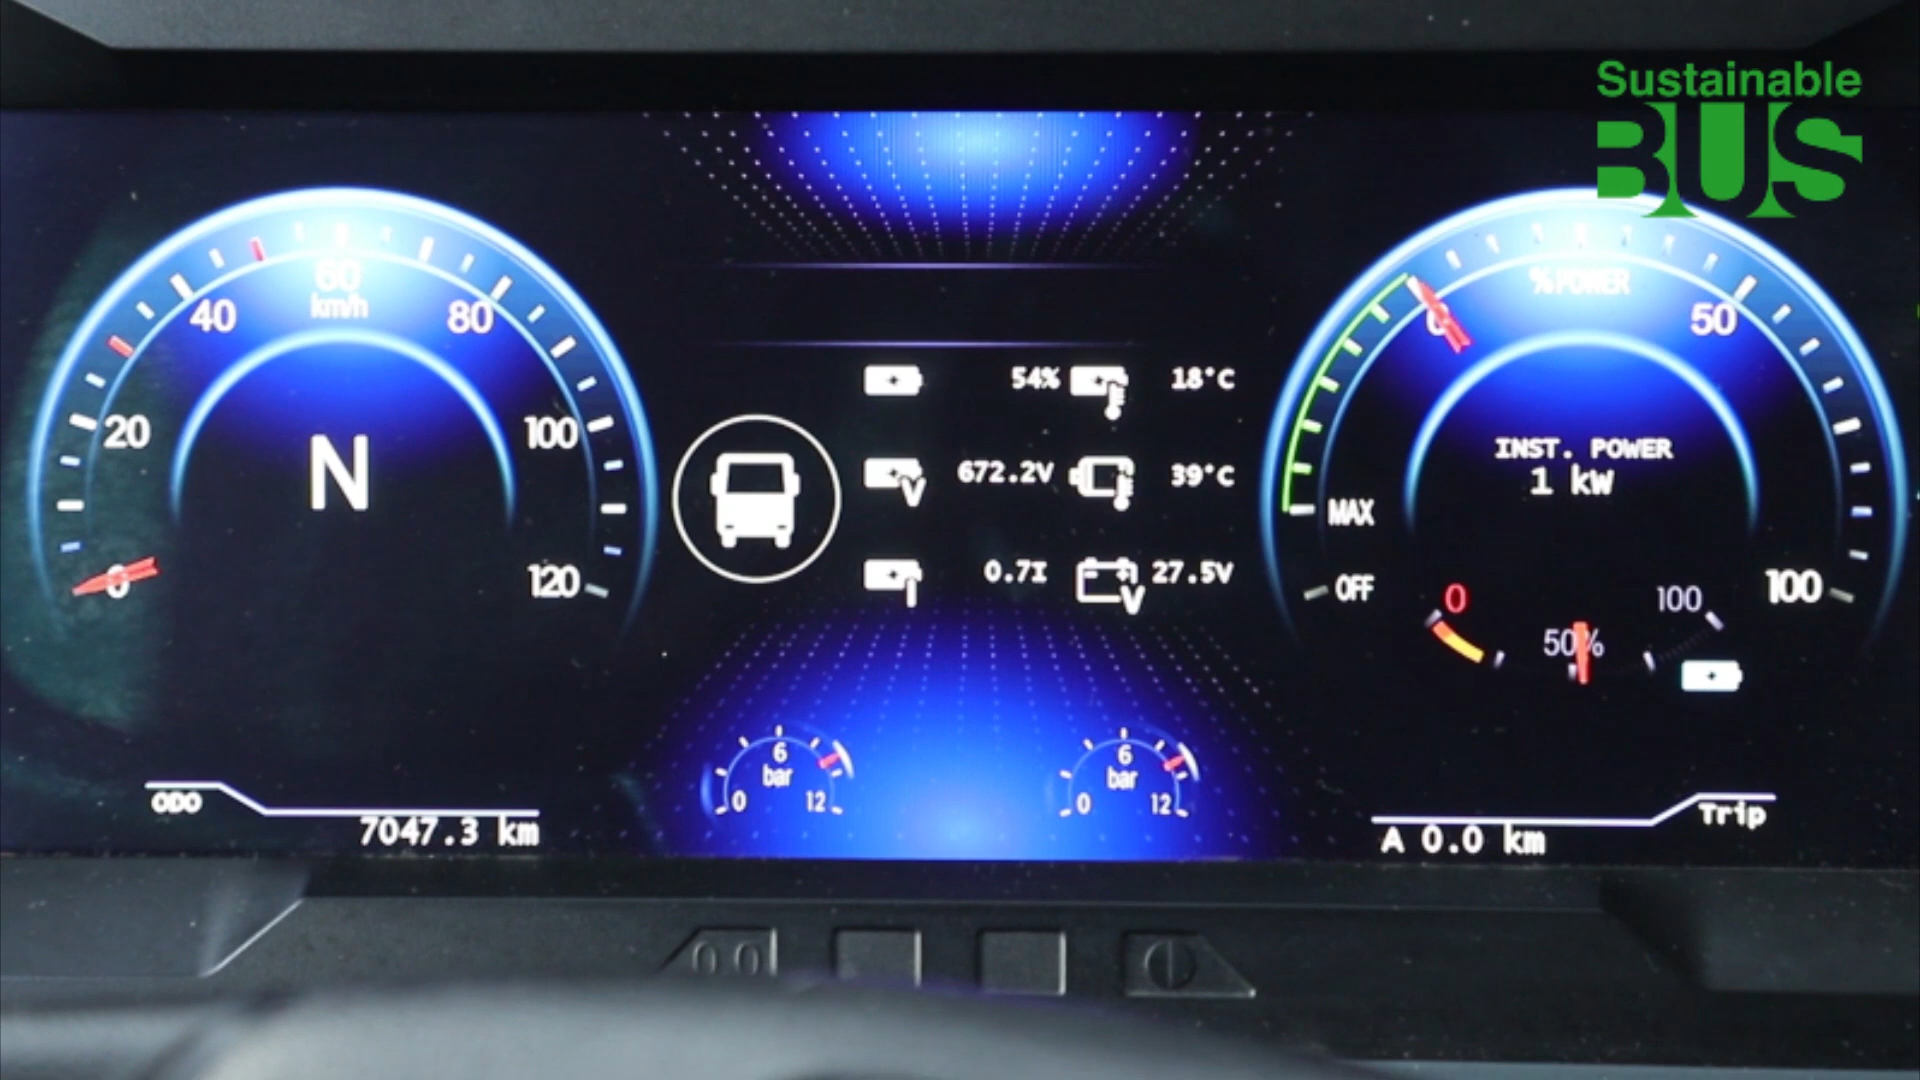 Sustainable
BUS
60
km/h
40
80
20
100
0
120
N
54%
18°C
672.2V
39°C
0.7I
27.5V
V
I
V
% POWER
0
50
INST. POWER
1 kW
MAX
OFF
100
0
50%
100
6
bar
0
12
6
bar
0
12
ODO
7047.3 km
Trip
A 0.0 km